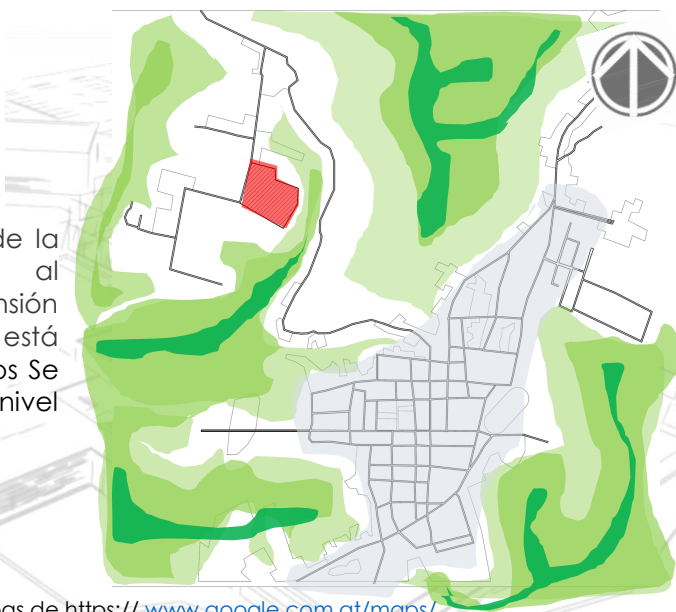 de la
al
nsión
está
os Se
nivel
as de https:// www.google.com.gt/maps/